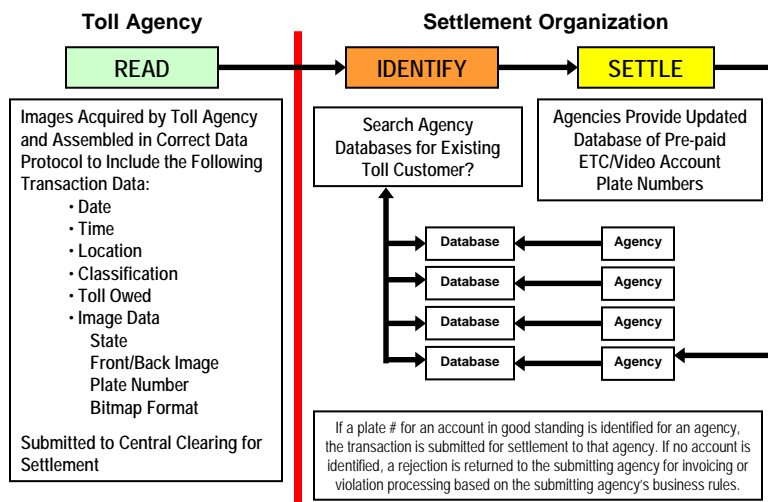 Toll Agency
Settlement Organization
READ
IDENTIFY
SETTLE
Images Acquired by Toll Agency
and Assembled in Correct Data
Protocol to Include the Following
Transaction Data:
• Date
• Time
• Location
• Classification
• Toll Owed
• Image Data
State
Front/Back Image
Plate Number
Bitmap Format
Submitted to Central Clearing for
Settlement
Search Agency
Databases for Existing
Toll Customer?
Agencies Provide Updated
Database of Pre-paid
ETC/Video Account
Plate Numbers
Database
Agency
Database
Agency
Database
Agency
Database
Agency
If a plate # for an account in good standing is identified for an agency,
the transaction is submitted for settlement to that agency. If no account is
identified, a rejection is returned to the submitting agency for invoicing or
violation processing based on the submitting agency's business rules.